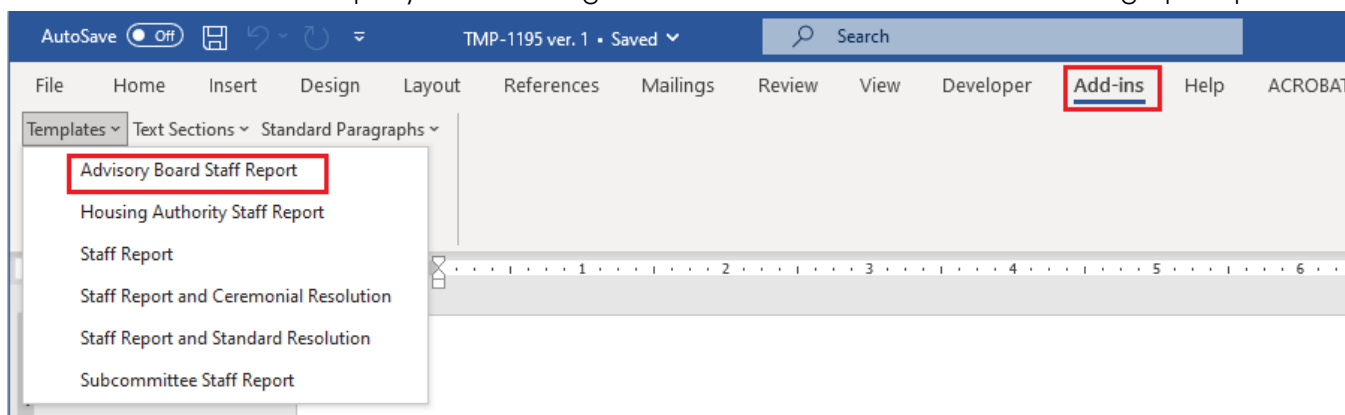 AutoSave Off TMP-1195 ver. 1 • Saved Search
File Home Insert Design Layout References Mailings Review View Developer Add-ins Help ACROBAT
Templates Text Sections Standard Paragraphs
Advisory Board Staff Report
Housing Authority Staff Report
Staff Report
1 2 3 4 5 6
Staff Report and Ceremonial Resolution
Staff Report and Standard Resolution
Subcommittee Staff Report